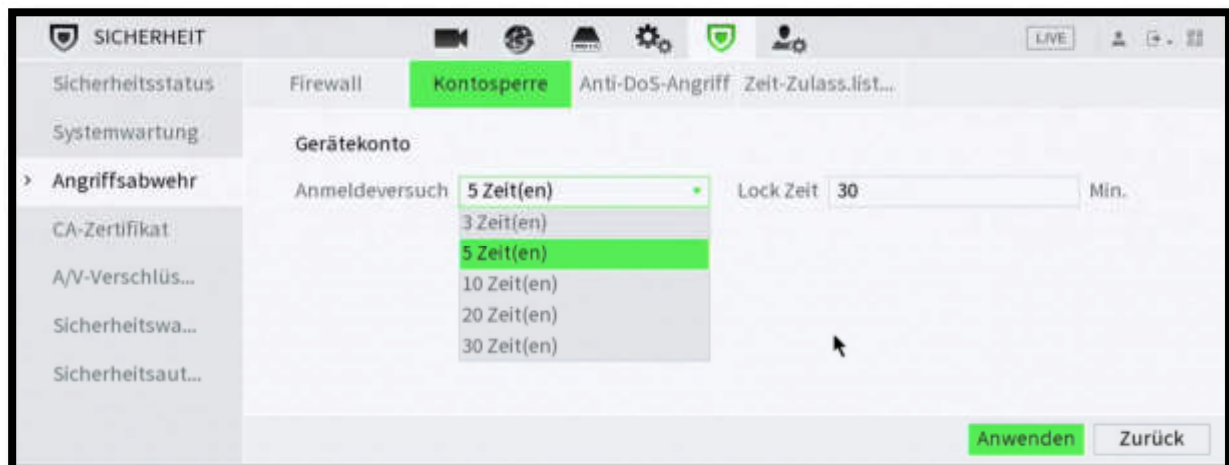 SICHERHEIT
LIVE
Sicherheitsstatus
Systemwartung
Angriffsabwehr
CA-Zertifikat
A/V-Verschlüs...
Sicherheitswa...
Sicherheitsaut...
Firewall
Kontosperre
Anti-DoS-Angriff
Zeit-Zulass.list...
Gerätekonto
Anmeldeversuch
5 Zeit(en)
Lock Zeit
30
Min.
3 Zeit(en)
5 Zeit(en)
10 Zeit(en)
20 Zeit(en)
30 Zeit(en)
Anwenden
Zurück